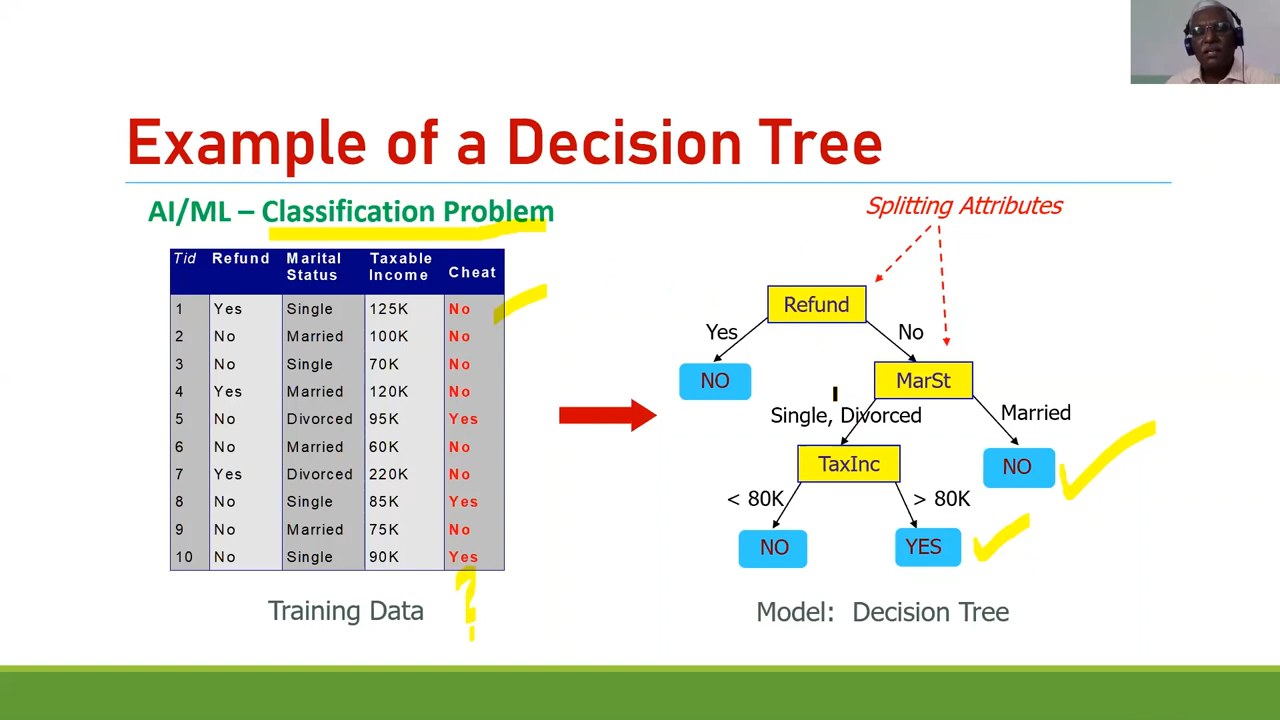 Example of a Decision Tree
AI/ML – Classification Problem
Tid Refund Marital Status Taxable Income Cheat
1 Yes Single 125K No
2 No Married 100K No
3 No Single 70K No
4 Yes Married 120K No
5 No Divorced 95K Yes
6 No Married 60K No
7 Yes Divorced 220K No
8 No Single 85K Yes
9 No Married 75K No
10 No Single 90K Yes
?
Training Data
Splitting Attributes
Refund
Yes No
NO MarSt
Single, Divorced Married
TaxInc NO
< 80K > 80K
NO YES
Model: Decision Tree